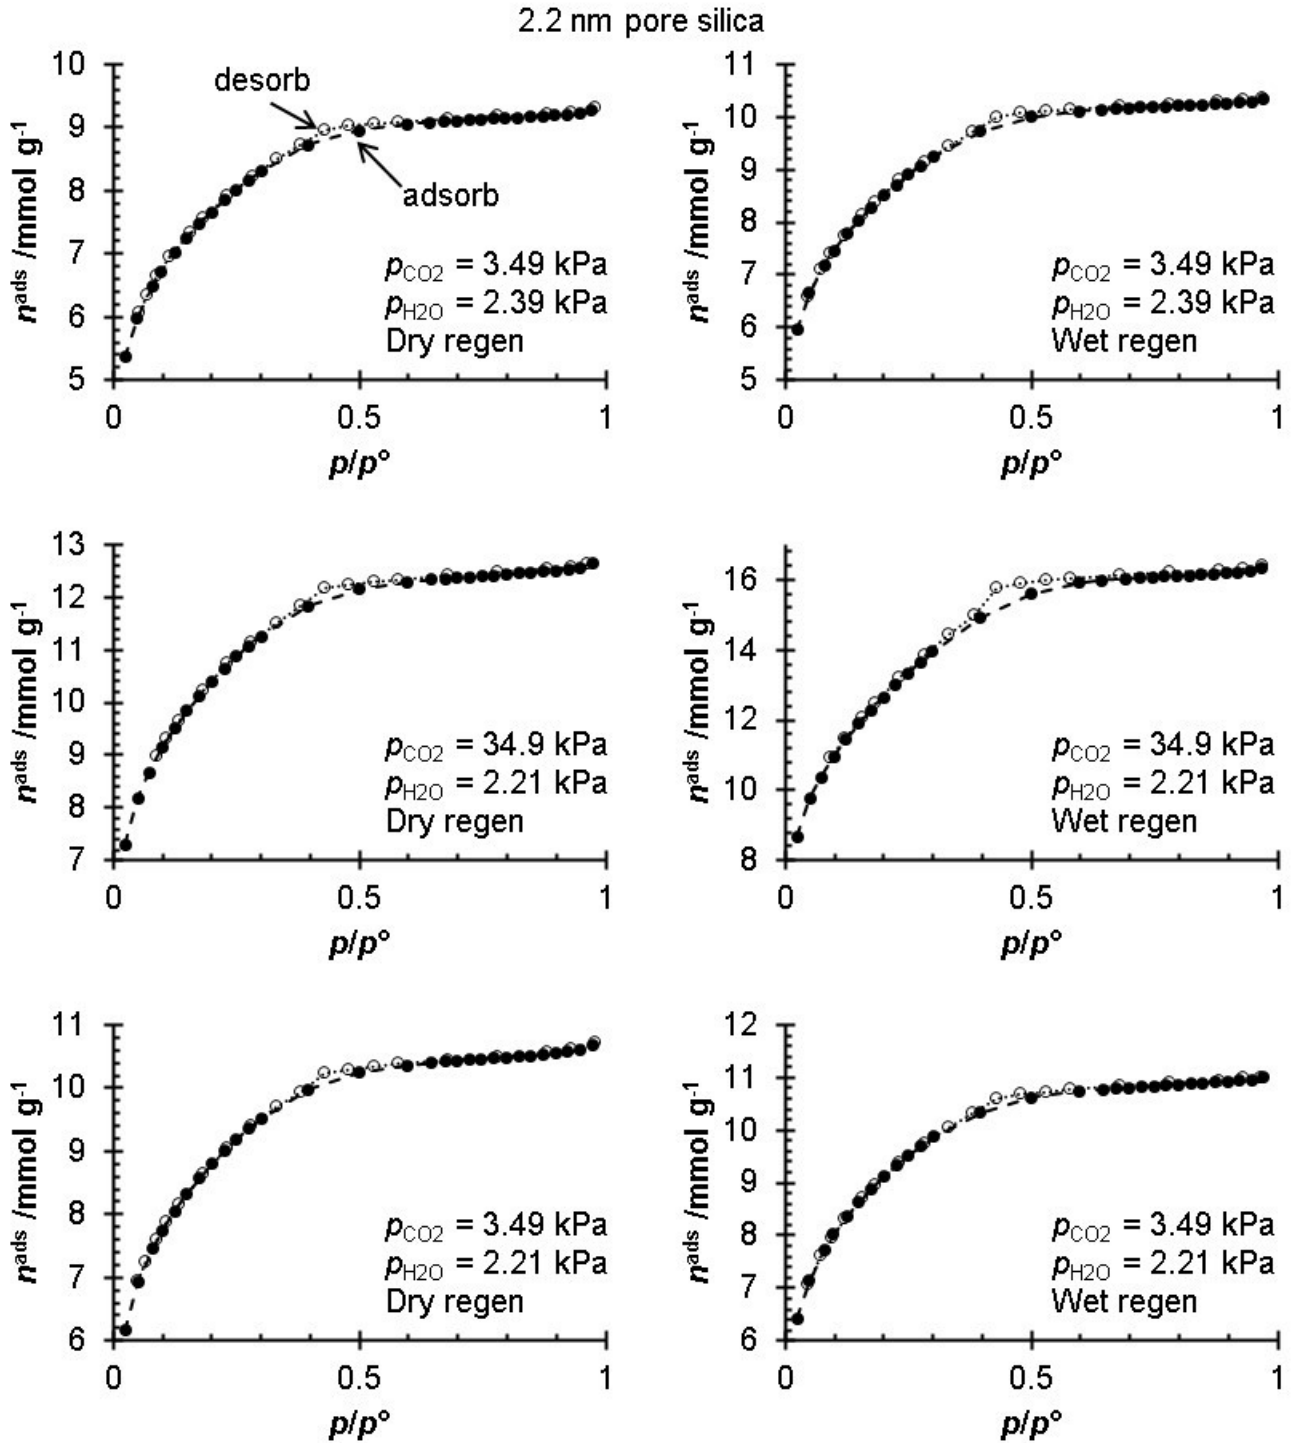 2.2 nm pore silica
10
9
8
7
6
5
n^ads /mmol g^-1
desorb
adsorb
p_CO2 = 3.49 kPa
p_H2O = 2.39 kPa
Dry regen
0 0.5 1
p/p°
11
10
9
8
7
6
5
n^ads /mmol g^-1
p_CO2 = 3.49 kPa
p_H2O = 2.39 kPa
Wet regen
0 0.5 1
p/p°
13
12
11
10
9
8
7
n^ads /mmol g^-1
p_CO2 = 34.9 kPa
p_H2O = 2.21 kPa
Dry regen
0 0.5 1
p/p°
16
14
12
10
8
n^ads /mmol g^-1
p_CO2 = 34.9 kPa
p_H2O = 2.21 kPa
Wet regen
0 0.5 1
p/p°
11
10
9
8
7
6
n^ads /mmol g^-1
p_CO2 = 3.49 kPa
p_H2O = 2.21 kPa
Dry regen
0 0.5 1
p/p°
12
11
10
9
8
7
6
n^ads /mmol g^-1
p_CO2 = 3.49 kPa
p_H2O = 2.21 kPa
Wet regen
0 0.5 1
p/p°